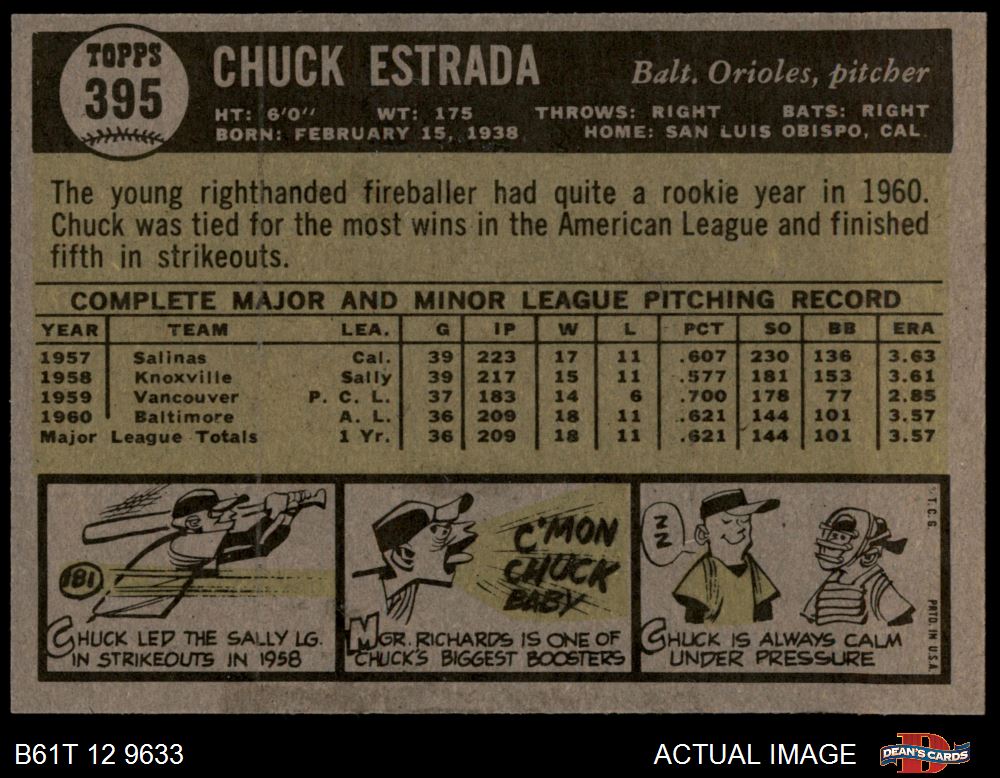 TOPPS
395
CHUCK ESTRADA
Balt. Orioles, pitcher
HT: 6'0" WT: 175 THROWS: RIGHT BATS: RIGHT
BORN: FEBRUARY 15, 1938 HOME: SAN LUIS OBISPO, CAL.
The young righthanded fireballer had quite a rookie year in 1960.
Chuck was tied for the most wins in the American League and finished
fifth in strikeouts.
COMPLETE MAJOR AND MINOR LEAGUE PITCHING RECORD
YEAR TEAM LEA. G IP W L PCT SO BB ERA
1957 Salinas Cal. 39 223 17 11 .607 230 136 3.63
1958 Knoxville Sally 39 217 15 11 .577 181 153 3.61
1959 Vancouver P. C. L. 37 183 14 6 .700 178 77 2.85
1960 Baltimore A. L. 36 209 18 11 .621 144 101 3.57
Major League Totals 1 Yr. 36 209 18 11 .621 144 101 3.57
181
CHUCK LED THE SALLY LG.
IN STRIKEOUTS IN 1958
C'MON
CHUCK
BABY
MGR. RICHARDS IS ONE OF
CHUCK'S BIGGEST BOOSTERS
Z
Z
CHUCK IS ALWAYS CALM
UNDER PRESSURE
T.C.G.
PRTD. IN U.S.A.
B61T 12 9633
ACTUAL IMAGE
DEAN'S CARDS